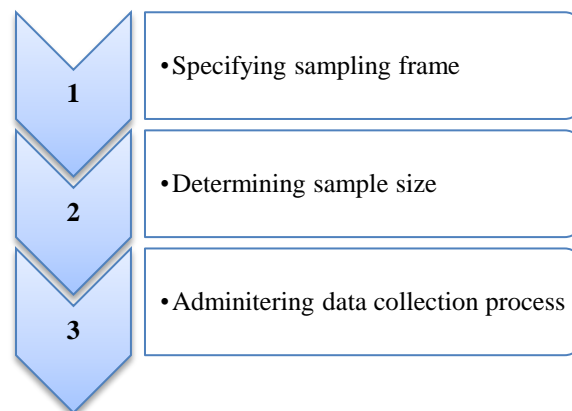 1
•Specifying sampling frame
2
•Determining sample size
3
•Adminitering data collection process